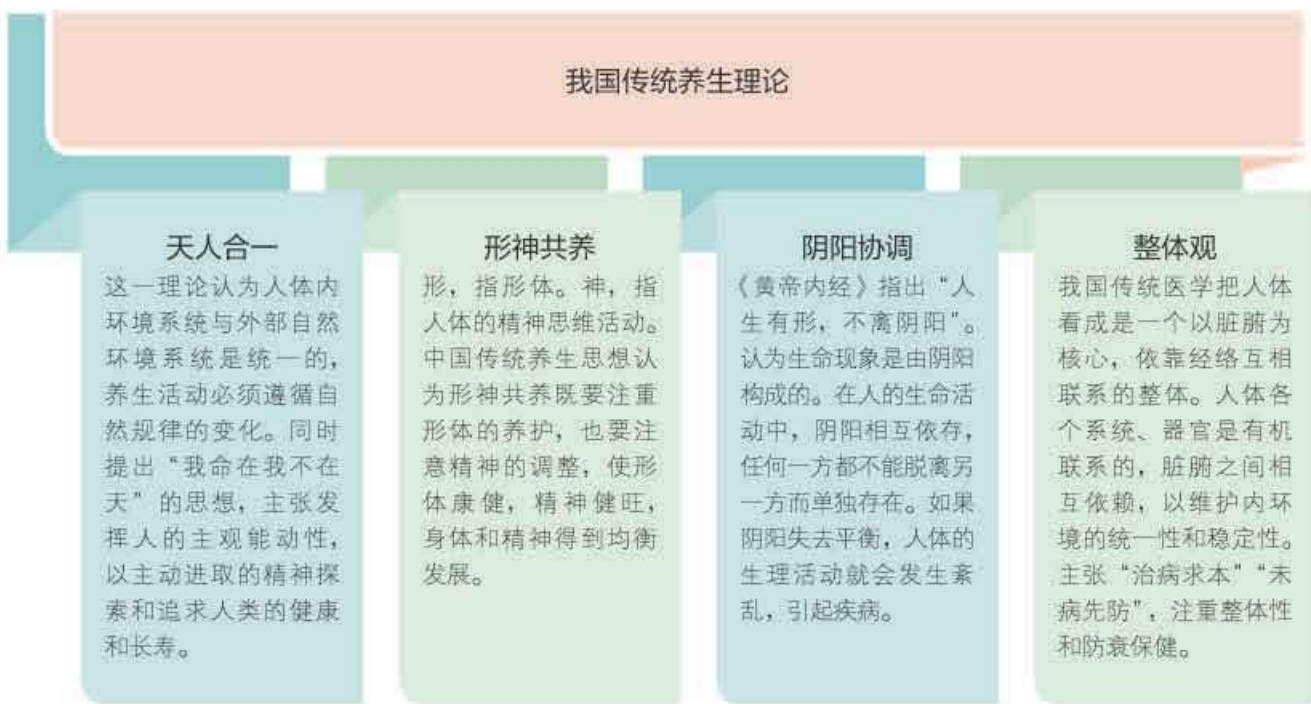 我国传统养生理论
天人合一
这一理论认为人体内
环境系统与外部自然
环境系统是统一的，
养生活动必须遵循自
然规律的变化。同时
提出“我命在我不在
天”的思想，主张发
挥人的主观能动性，
以主动进取的精神探
索和追求人类的健康
和长寿。
形神共养
形，指形体。神，指
人体的精神思维活动。
中国传统养生思想认
为形神共养既要注重
形体的养护，也要注
意精神的调整，使形
体康健，精神健旺，
身体和精神得到均衡
发展。
阴阳协调
《黄帝内经》指出“人
生有形，不离阴阳”。
认为生命现象是由阴阳
构成的。在人的生命活
动中，阴阳相互依存，
任何一方都不能脱离另
一方而单独存在。如果
阴阳失去平衡，人体的
生理活动就会发生紊
乱，引起疾病。
整体观
我国传统医学把人体
看成是一个以脏腑为
核心，依靠经络互相
联系的整体。人体各
个系统、器官是有机
联系的，脏腑之间相
互依赖，以维护内环
境的统一性和稳定性。
主张“治病求本”“未
病先防”，注重整体性
和防衰保健。